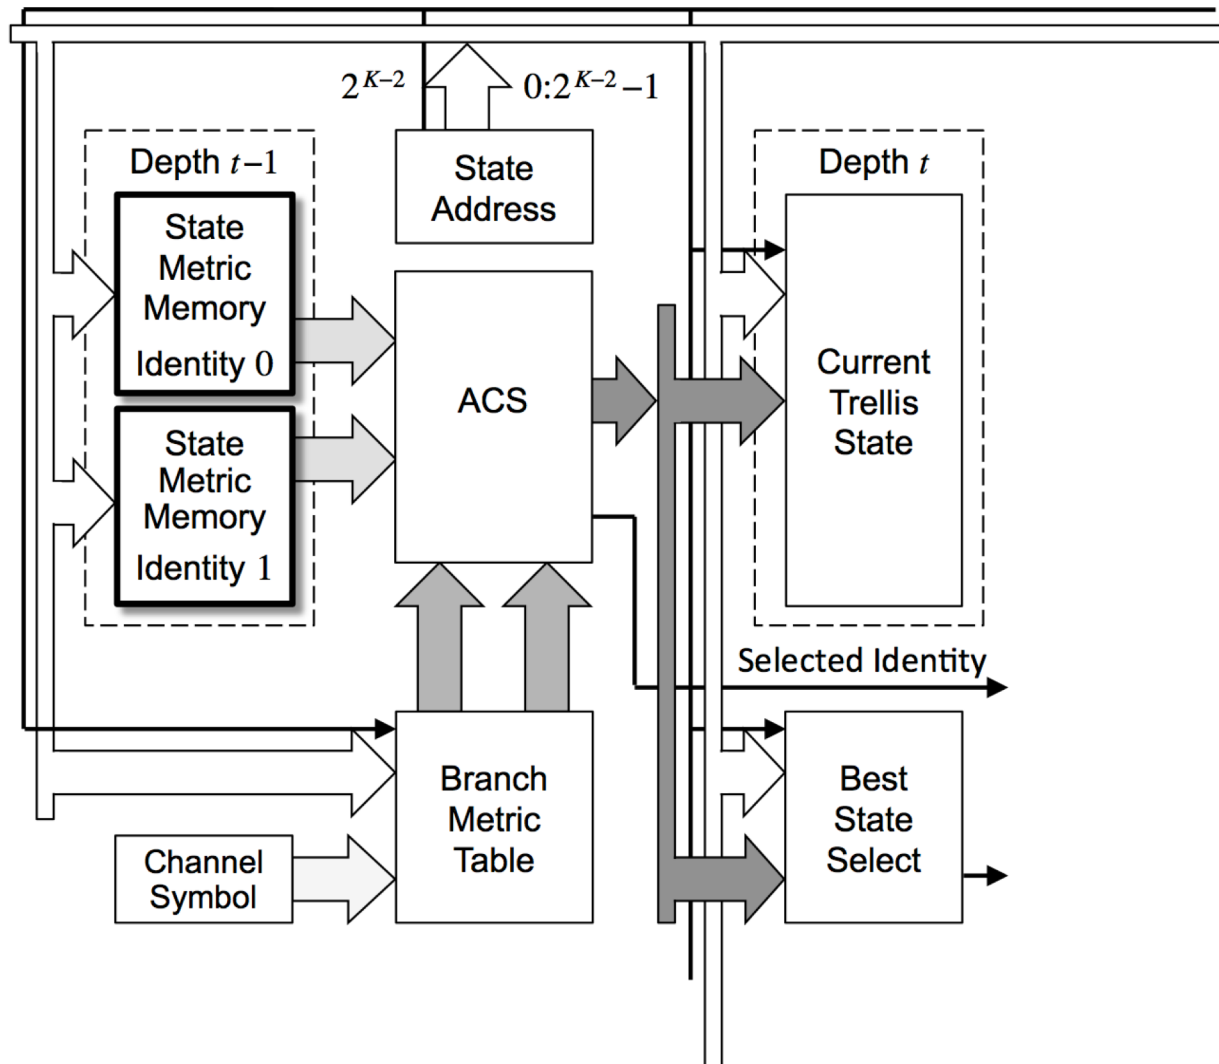 2^{K−2}
0:2^{K−2}−1
Depth t−1
State
Address
Depth t
State
Metric
Memory
Identity 0
State
Metric
Memory
Identity 1
ACS
Current
Trellis
State
Selected Identity
Channel
Symbol
Branch
Metric
Table
Best
State
Select